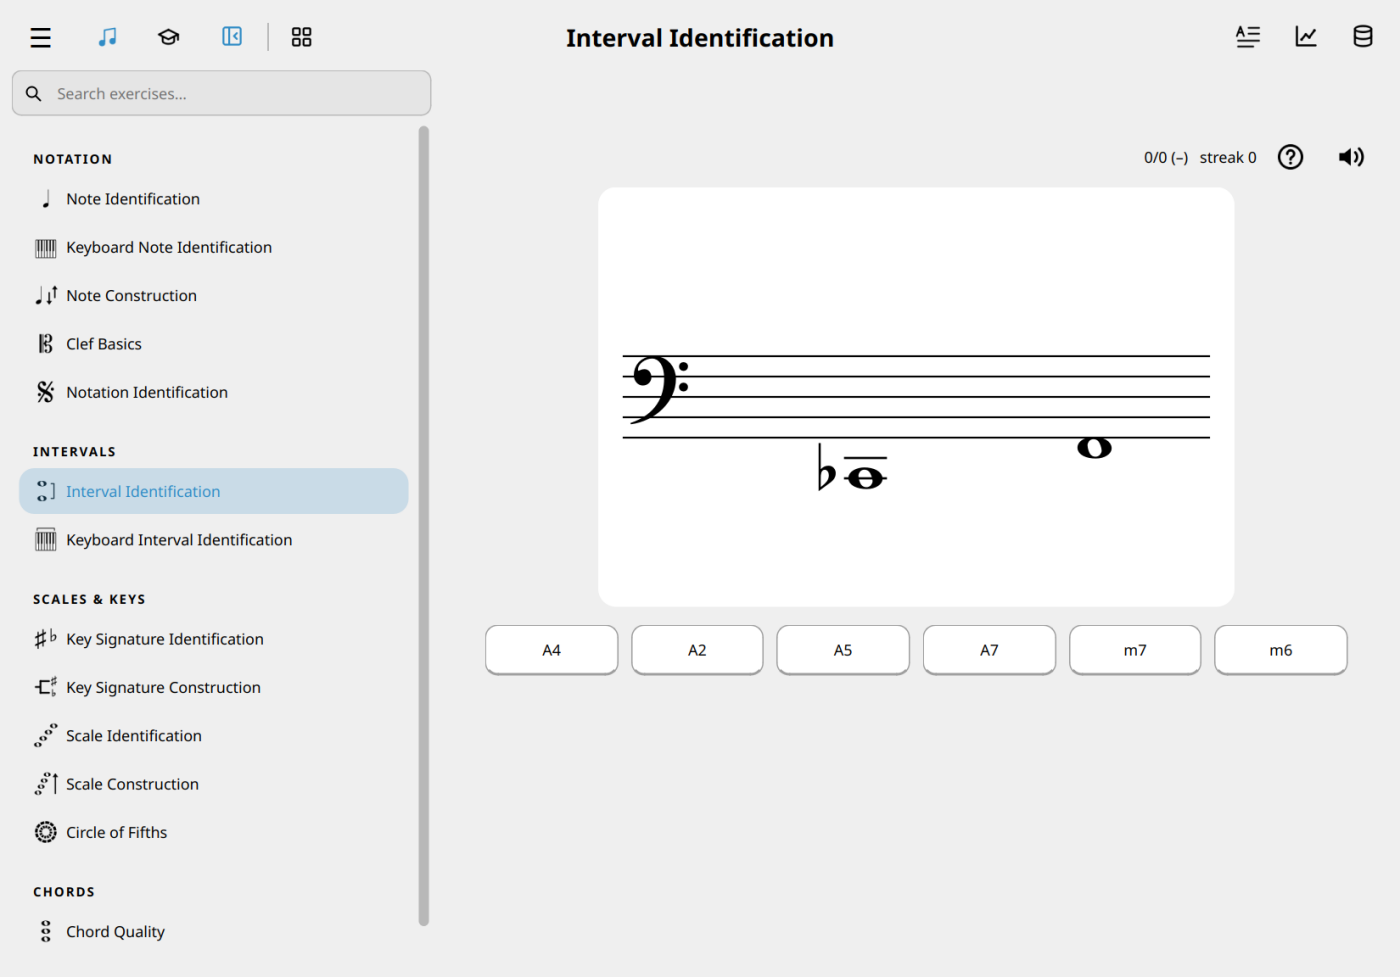 Interval Identification
Search exercises...
0/0 (–) streak 0
NOTATION
Note Identification
Keyboard Note Identification
Note Construction
Clef Basics
Notation Identification
INTERVALS
Interval Identification
Keyboard Interval Identification
SCALES & KEYS
Key Signature Identification
Key Signature Construction
Scale Identification
Scale Construction
Circle of Fifths
CHORDS
Chord Quality
A4
A2
A5
A7
m7
m6